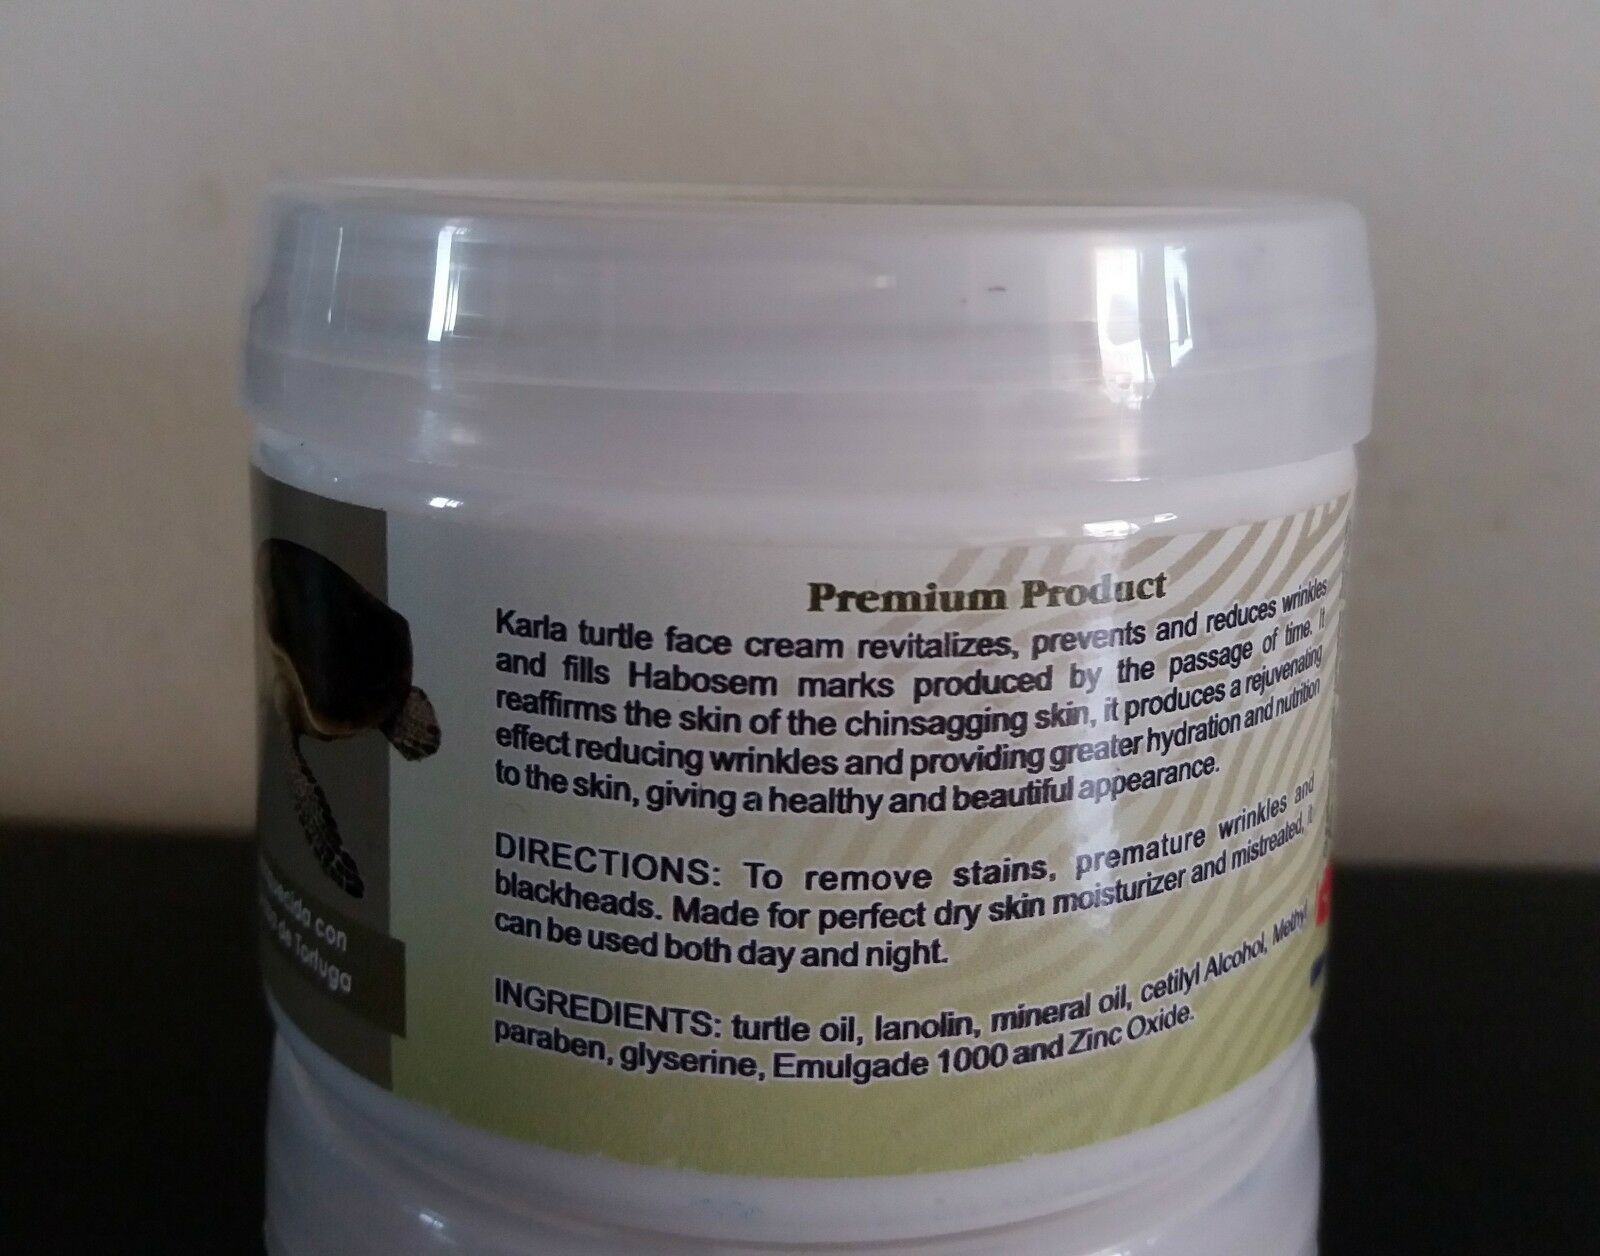 Premium Product
Karla turtle face cream revitalizes, prevents and reduces wrinkles
and fills Habosem marks produced by the passage of time. It
reaffirms the skin of the chinsagging skin, it produces a rejuvenating
effect reducing wrinkles and providing greater hydration and nutrition
to the skin, giving a healthy and beautiful appearance.
DIRECTIONS: To remove stains, premature wrinkles and
blackheads. Made for perfect dry skin moisturizer and mistreated, it
can be used both day and night.
INGREDIENTS: turtle oil, lanolin, mineral oil, cetilyl Alcohol, Methyl
paraben, glyserine, Emulgade 1000 and Zinc Oxide.
con
de Tortuga